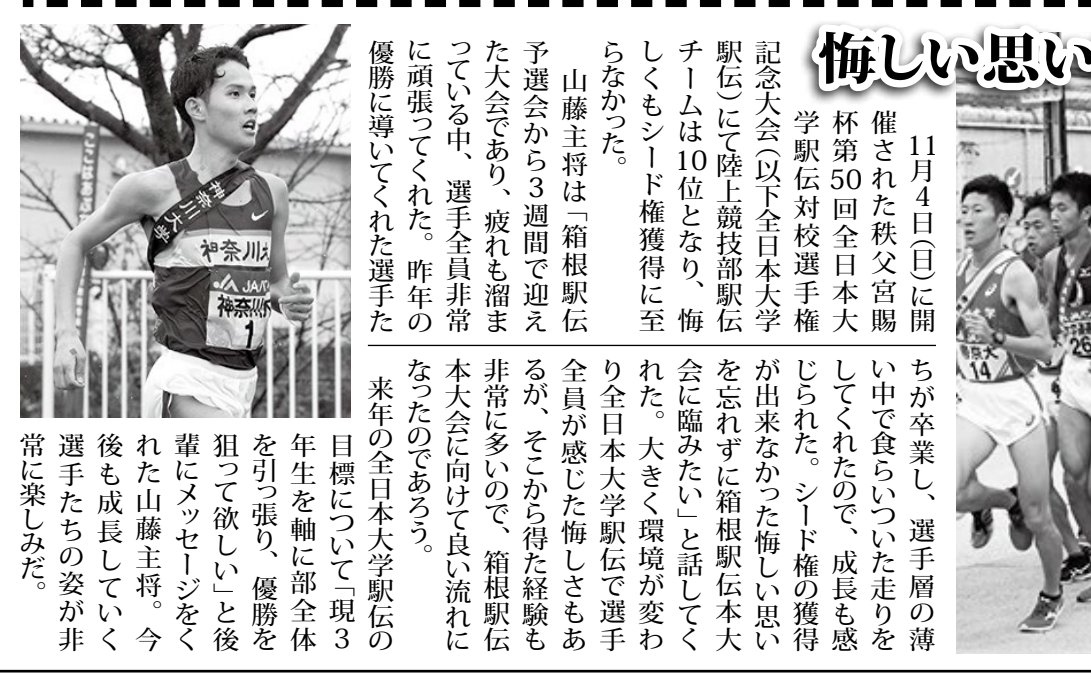 悔しい思い
11月４日(日)に開
催された秩父宮賜
杯第50回全日本大
学駅伝対校選手権
記念大会(以下全日本大学
駅伝)にて陸上競技部駅伝
チームは10位となり、悔
しくもシード権獲得に至
らなかった。
山藤主将は「箱根駅伝
予選会から３週間で迎え
た大会であり、疲れも溜ま
っている中、選手全員非常
に頑張ってくれた。昨年の
優勝に導いてくれた選手た
ちが卒業し、選手層の薄
い中で食らいついた走りを
してくれたので、成長も感
じられた。シード権の獲得
が出来なかった悔しい思い
を忘れずに箱根駅伝本大
会に臨みたい」と話してく
れた。大きく環境が変わ
り全日本大学駅伝で選手
全員が感じた悔しさもあ
るが、そこから得た経験も
非常に多いので、箱根駅伝
本大会に向けて良い流れに
なったのであろう。
来年の全日本大学駅伝の
目標について「現３
年生を軸に部全体
を引っ張り、優勝を
狙って欲しい」と後
輩にメッセージをく
れた山藤主将。今
後も成長していく
選手たちの姿が非
常に楽しみだ。
神奈川大学
神奈川大
JA
神奈川大
1
14
26